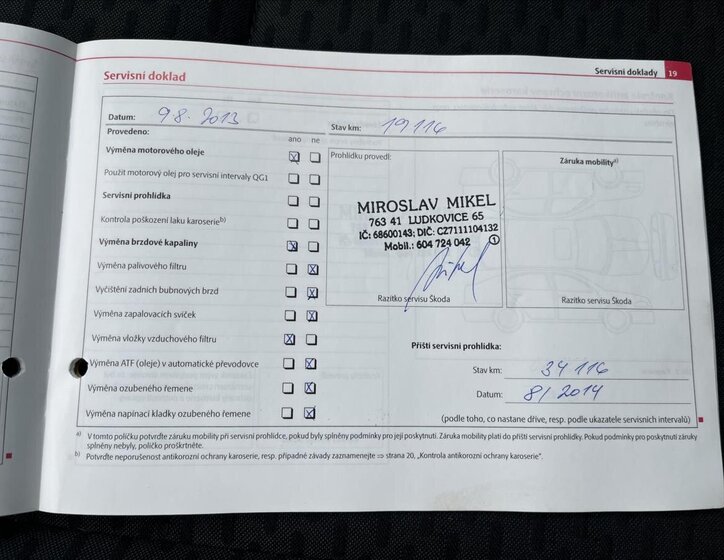 Servisní doklady 19
Servisní doklad
Datum: 9 8. 2013
Stav km: 19116
Provedeno:
ano ne
Výměna motorového oleje
Použit motorový olej pro servisní intervaly QG1
Servisní prohlídka
Kontrola poškození laku karoserie b)
Výměna brzdové kapaliny
Výměna palivového filtru
Vyčištění zadních bubnových brzd
Výměna zapalovacích svíček
Výměna vložky vzduchového filtru
Výměna ATF (oleje) v automatické převodovce
Výměna ozubeného řemene
Výměna napínací kladky ozubeného řemene
Prohlídku provedl:
MIROSLAV MIKEL
763 41 LUDKOVICE 65
IČ: 68600143; DIČ: CZ7111104132
Mobil.: 604 724 042 ①
Mikel
Razítko servisu Škoda
Záruka mobility a)
Razítko servisu Škoda
Příští servisní prohlídka:
Stav km: 34 116
Datum: 8/2014
(podle toho, co nastane dříve, resp. podle ukazatele servisních intervalů)
a) V tomto políčku potvrďte záruku mobility při servisní prohlídce, pokud byly splněny podmínky pro její poskytnutí. Záruka mobility platí do příští servisní prohlídky. Pokud podmínky pro poskytnutí záruky
splněny nebyly, políčko proškrtněte.
b) Potvrďte neporušenost antikorozní ochrany karoserie, resp. případné závady zaznamenejte ⇒ strana 20, „Kontrola antikorozní ochrany karoserie".